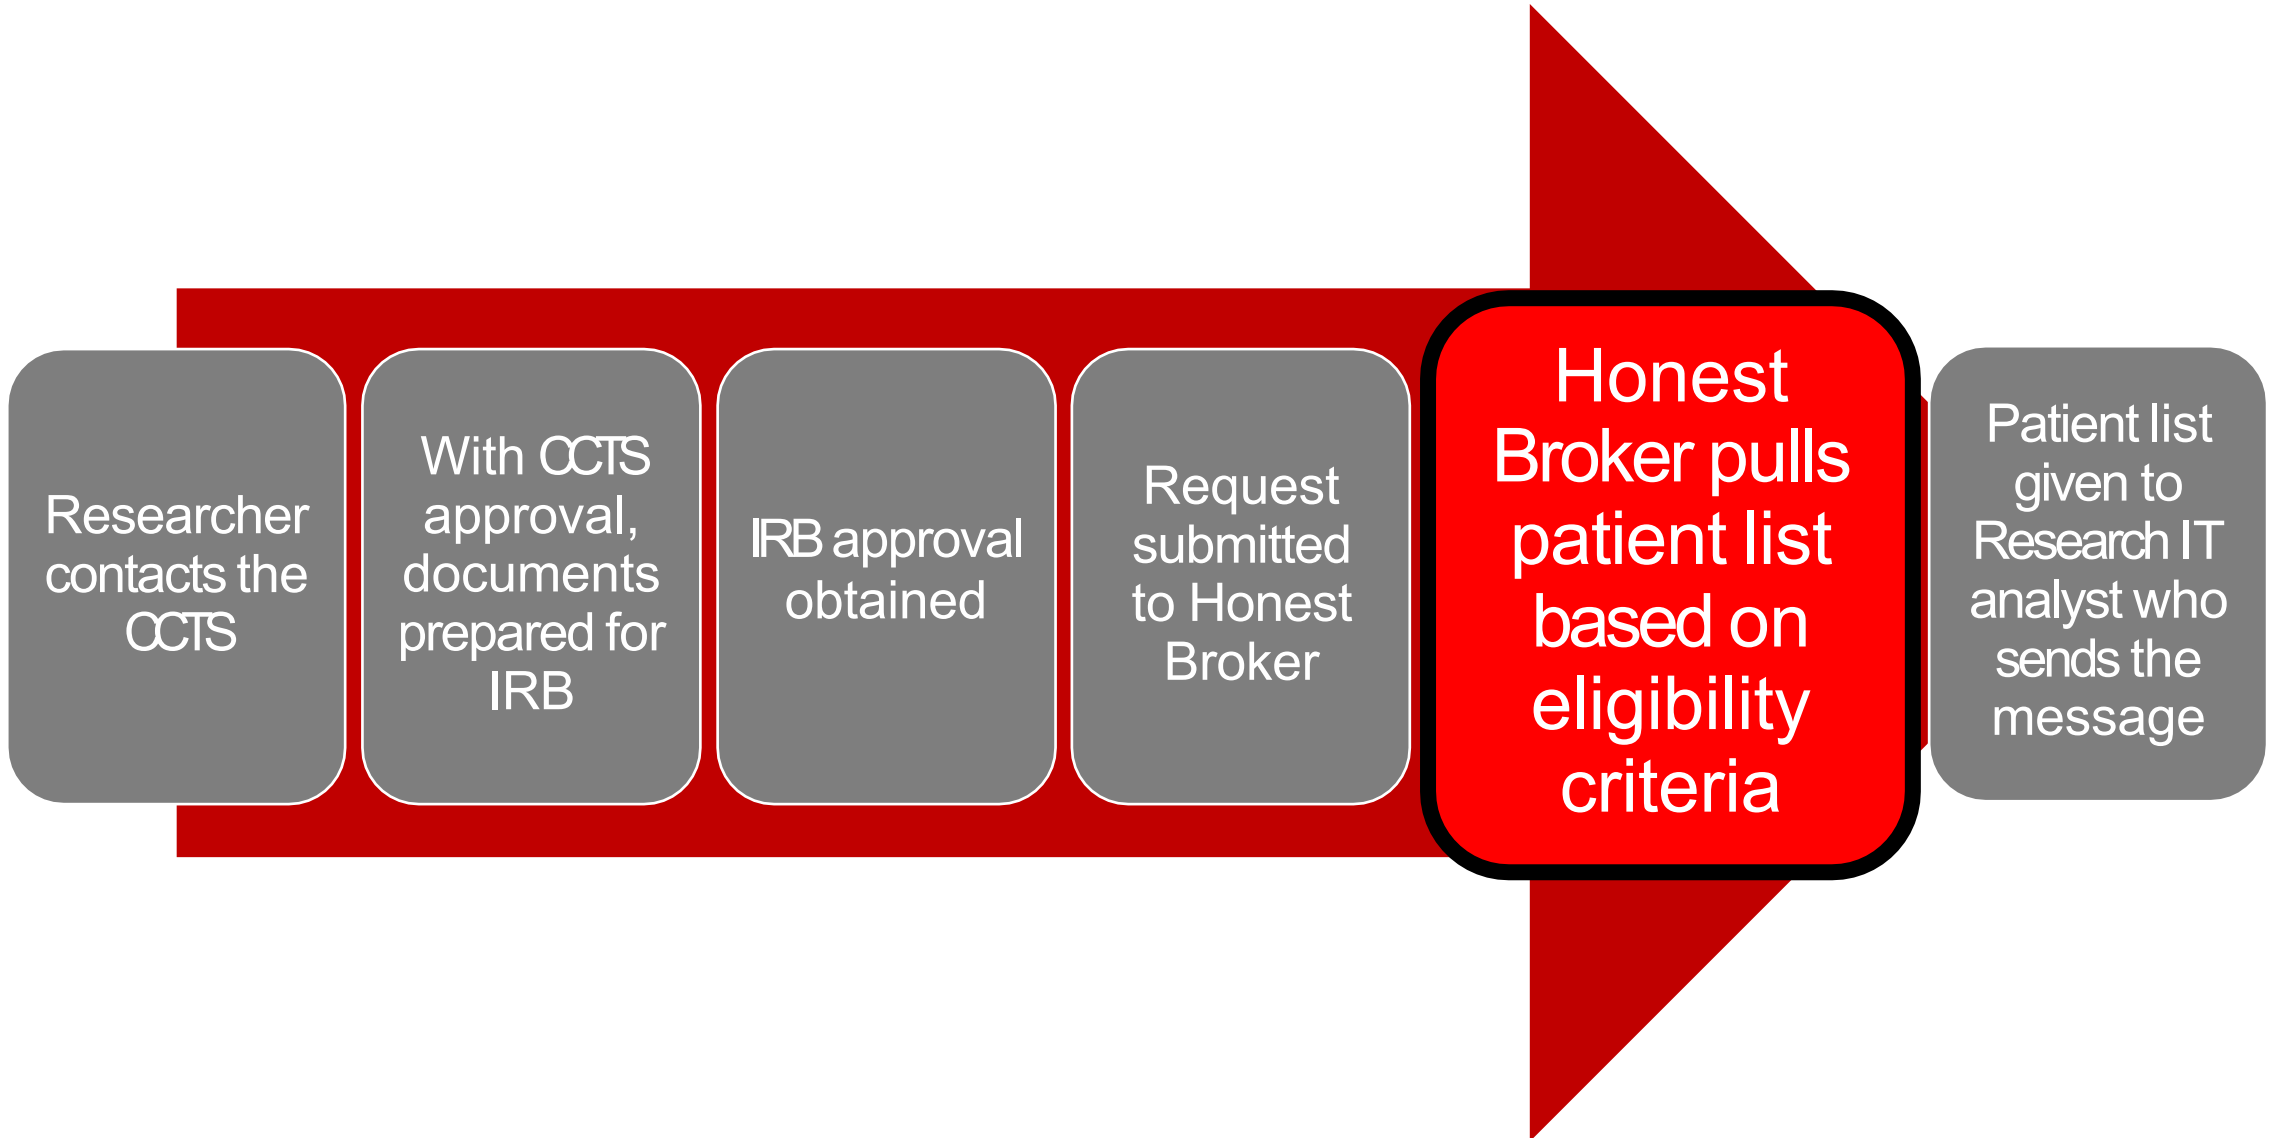 Researcher
contacts the
CCTS
With CCTS
approval,
documents
prepared for
IRB
IRB approval
obtained
Request
submitted
to Honest
Broker
Honest
Broker pulls
patient list
based on
eligibility
criteria
Patient list
given to
Research IT
analyst who
sends the
message